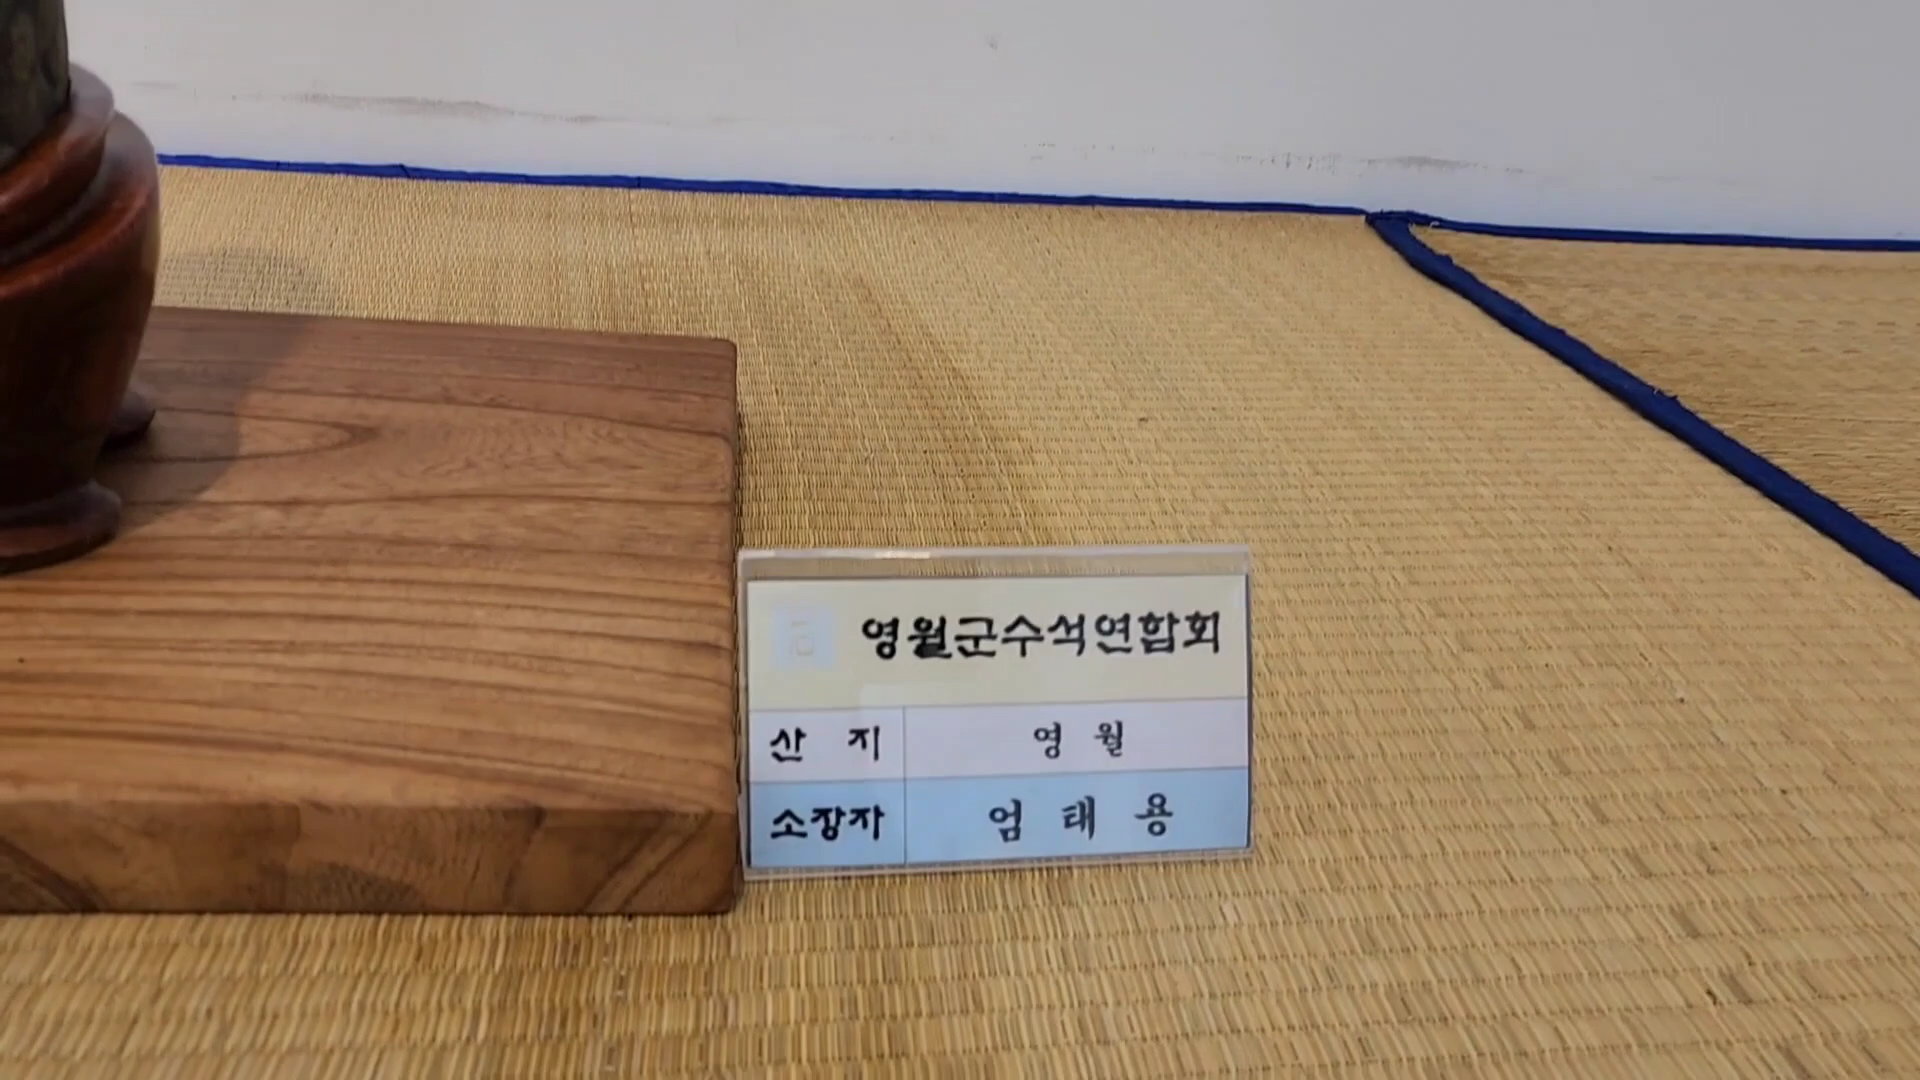 영월군수석연합회
산 지 영 월
소장자 엄 태 용